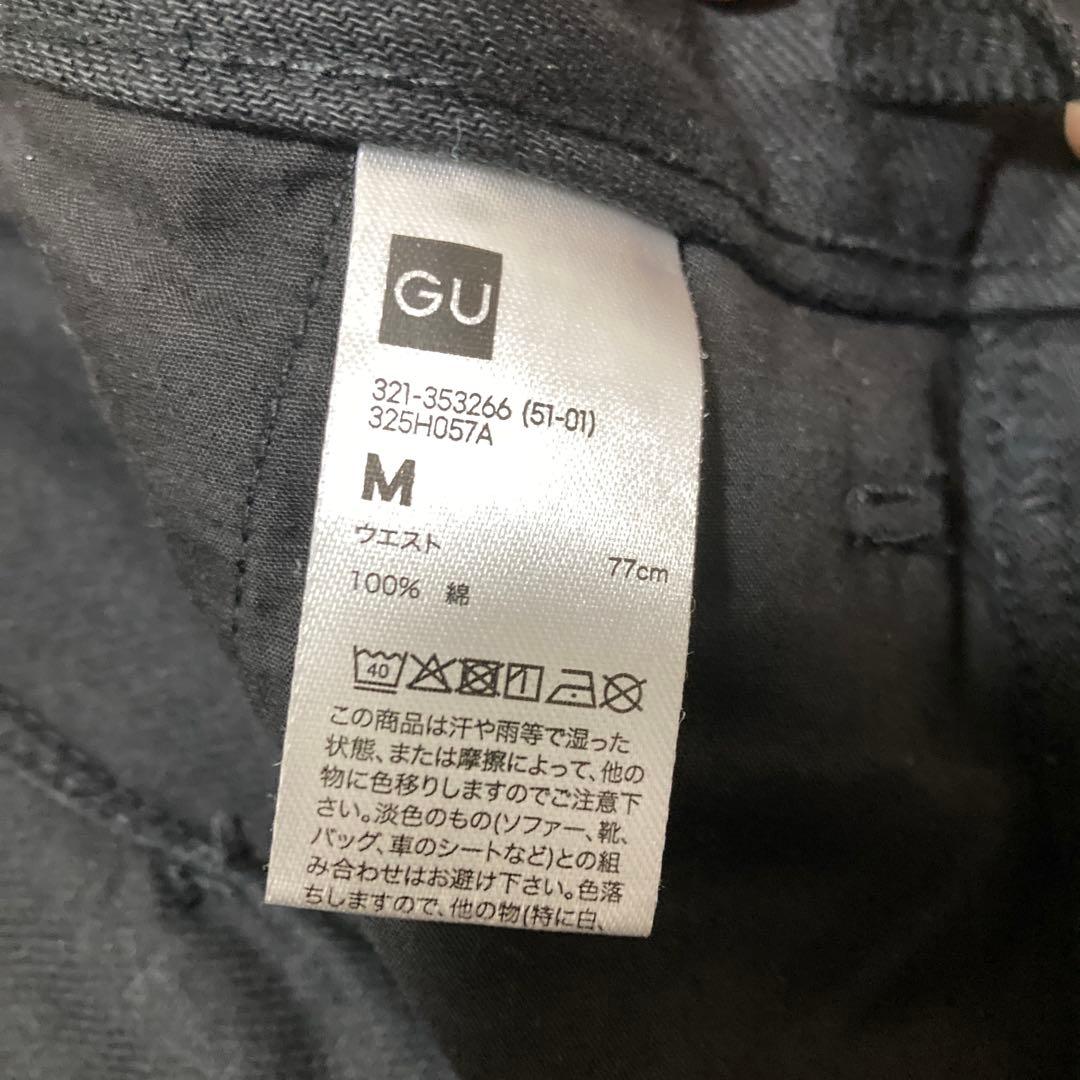 GU
321-353266 (51-01)
325H057A
M
ウエスト
77cm
100% 綿
40
この商品は汗や雨等で湿った
状態、または摩擦によって、他の
物に色移りしますのでご注意下
さい。淡色のもの(ソファー、靴、
バッグ、車のシートなど)との組
み合わせはお避け下さい。色落
ちしますので、他の物(特に白、